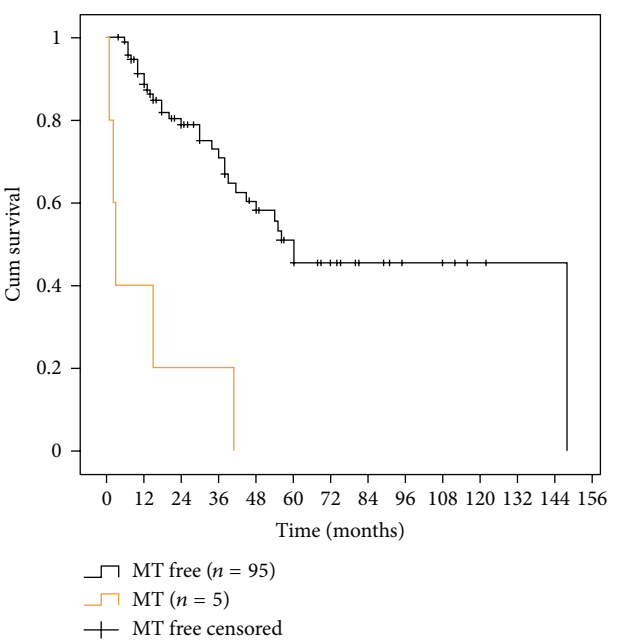 Cum survival
1
0.8
0.6
0.4
0.2
0
0 12 24 36 48 60 72 84 96 108 120 132 144 156
Time (months)
MT free (n = 95)
MT (n = 5)
MT free censored